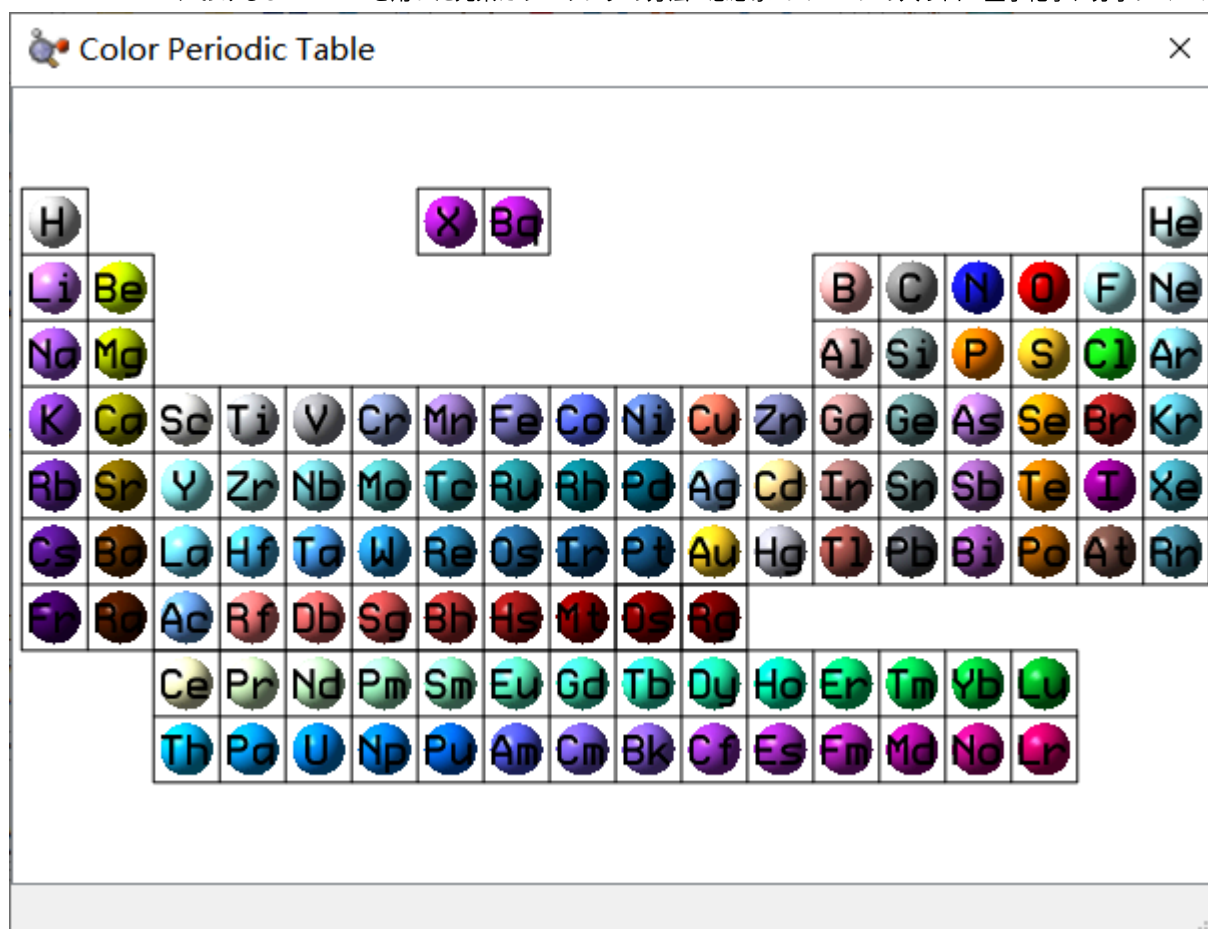 Color Periodic Table
H X Bq He
Li Be B C N O F Ne
Na Mg Al Si P S Cl Ar
K Ca Sc Ti V Cr Mn Fe Co Ni Cu Zn Ga Ge As Se Br Kr
Rb Sr Y Zr Nb Mo Tc Ru Rh Pd Ag Cd In Sn Sb Te I Xe
Cs Ba La Hf Ta W Re Os Ir Pt Au Hg Tl Pb Bi Po At Rn
Fr Ra Ac Rf Db Sg Bh Hs Mt Ds Rg
Ce Pr Nd Pm Sm Eu Gd Tb Dy Ho Er Tm Yb Lu
Th Pa U Np Pu Am Cm Bk Cf Es Fm Md No Lr